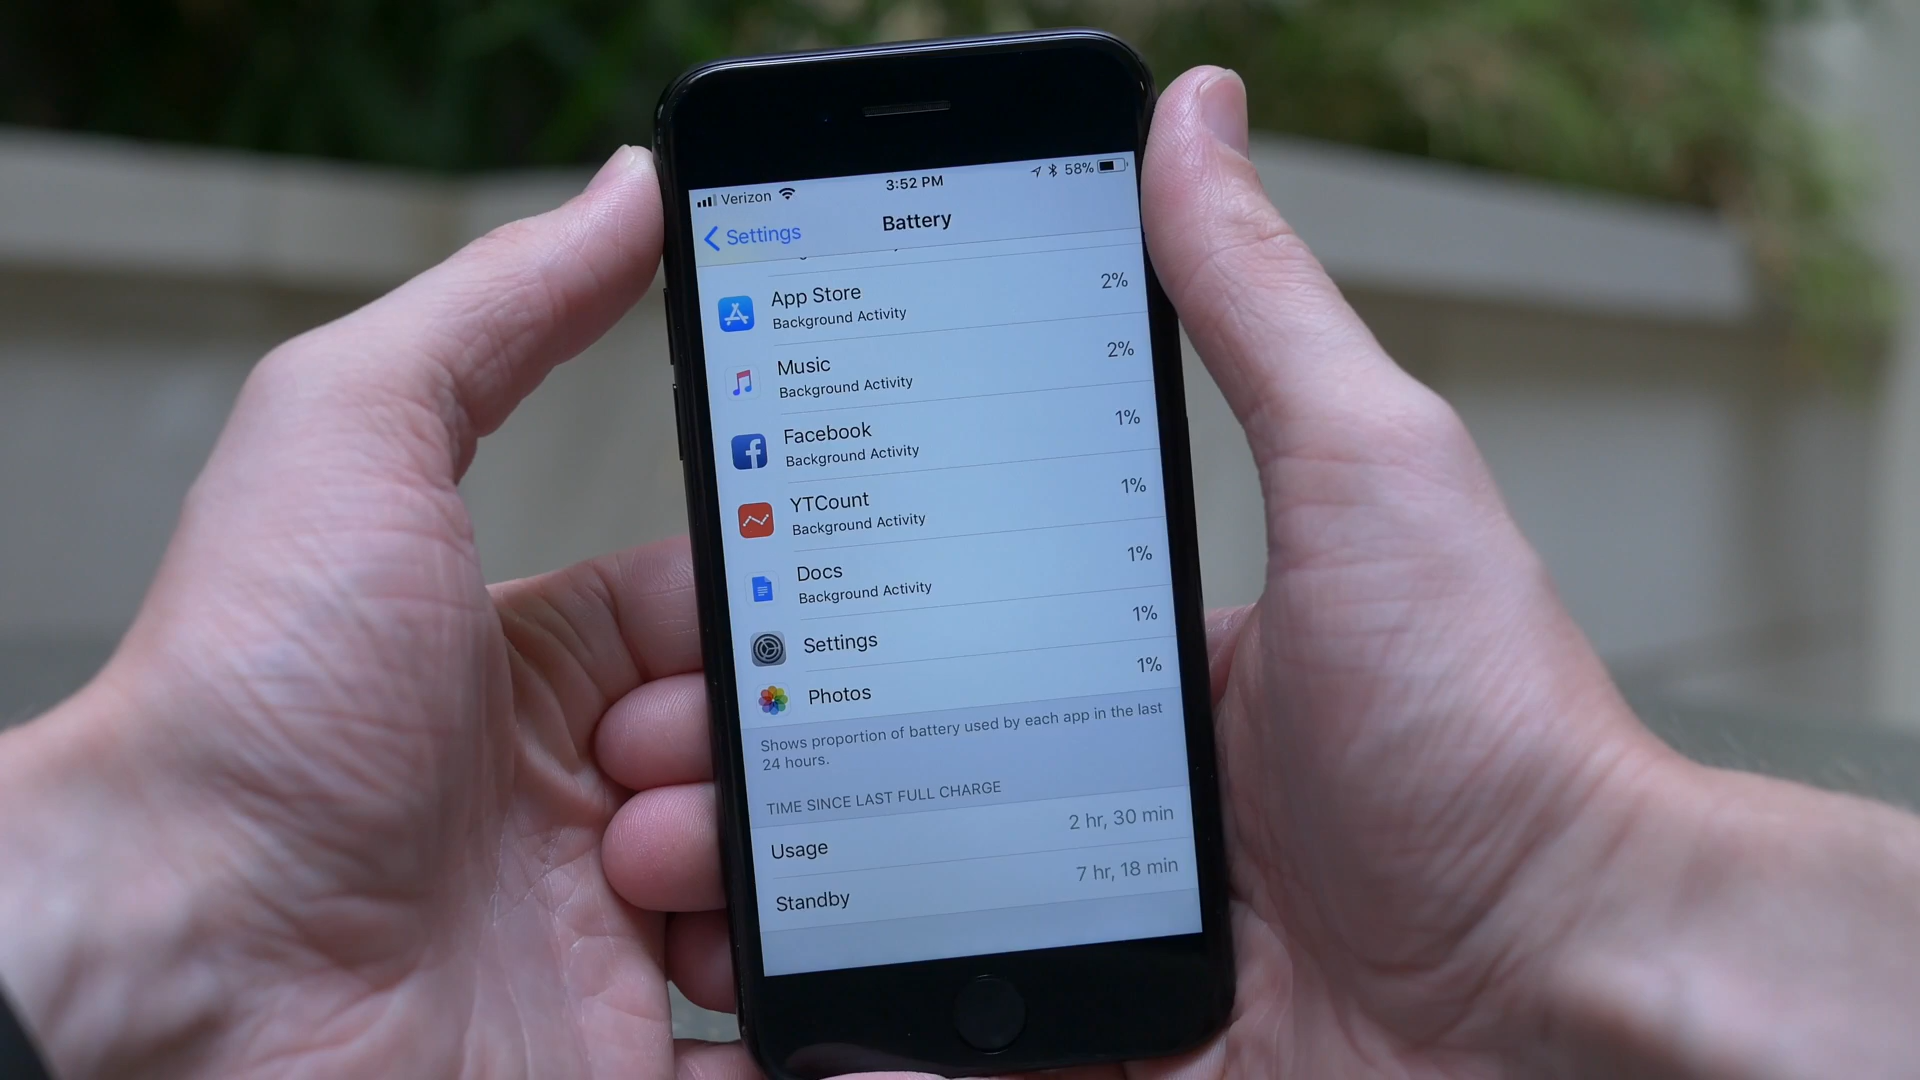 Verizon 3:52 PM 58%
Settings Battery
App Store 2%
Background Activity
Music 2%
Background Activity
Facebook 1%
Background Activity
YTCount 1%
Background Activity
Docs 1%
Background Activity
Settings 1%
Photos 1%
Shows proportion of battery used by each app in the last
24 hours.
TIME SINCE LAST FULL CHARGE
Usage 2 hr, 30 min
Standby 7 hr, 18 min